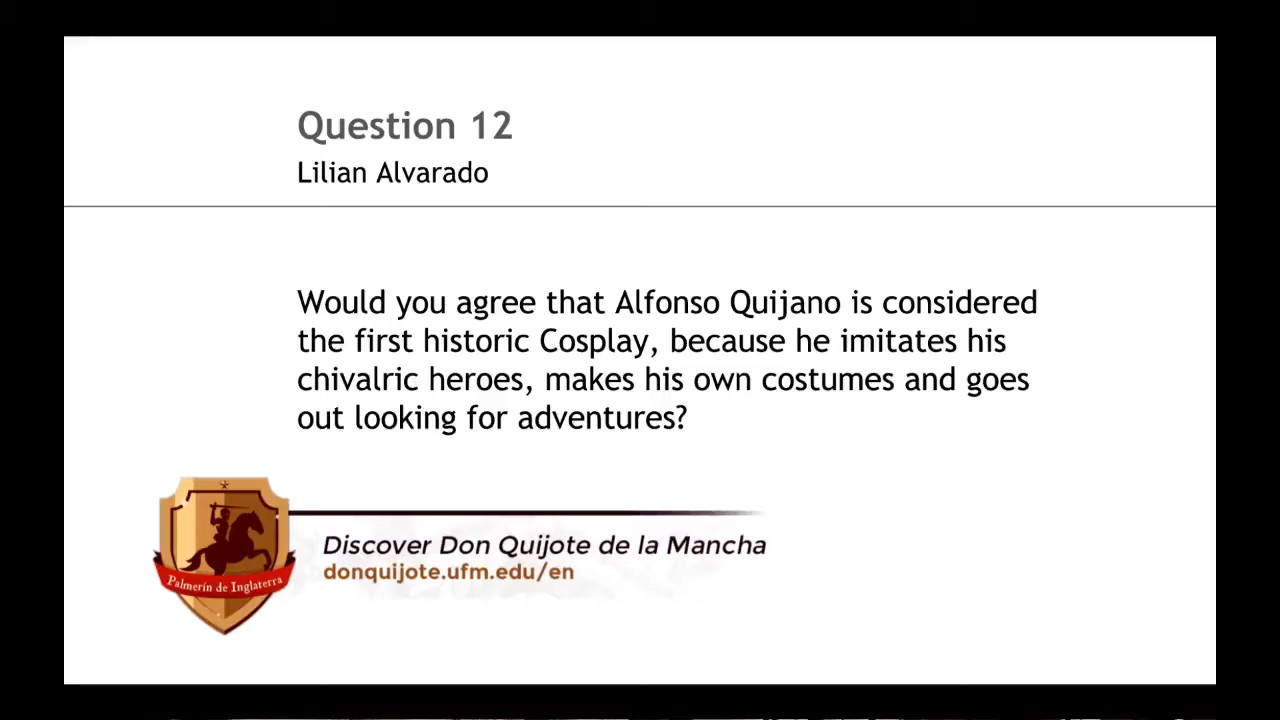 Question 12
Lilian Alvarado
Would you agree that Alfonso Quijano is considered
the first historic Cosplay, because he imitates his
chivalric heroes, makes his own costumes and goes
out looking for adventures?
Discover Don Quijote de la Mancha
donquijote.ufm.edu/en
Palmerín de Inglaterra